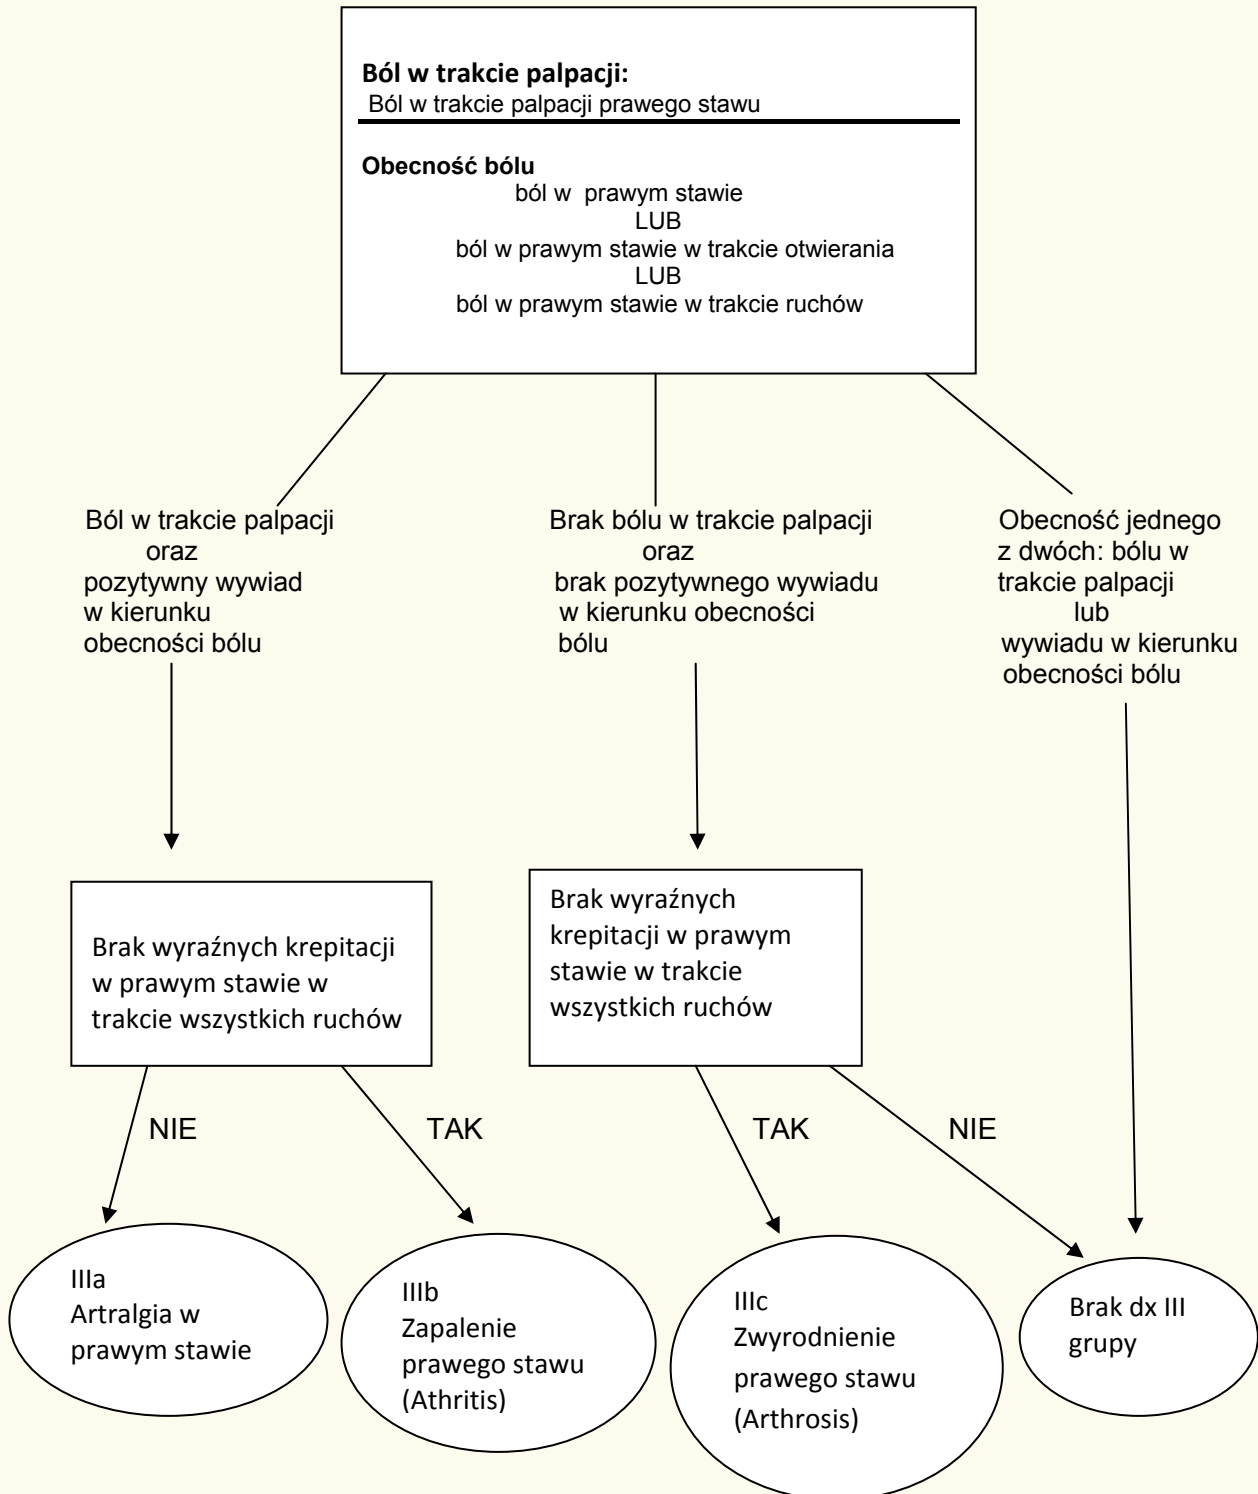 Ból w trakcie palpacji:
Ból w trakcie palpacji prawego stawu
Obecność bólu
ból w prawym stawie
LUB
ból w prawym stawie w trakcie otwierania
LUB
ból w prawym stawie w trakcie ruchów
Ból w trakcie palpacji
oraz
pozytywny wywiad
w kierunku
obecności bólu
Brak bólu w trakcie palpacji
oraz
brak pozytywnego wywiadu
w kierunku obecności
bólu
Obecność jednego
z dwóch: bólu w
trakcie palpacji
lub
wywiadu w kierunku
obecności bólu
Brak wyraźnych krepitacji
w prawym stawie w
trakcie wszystkich ruchów
Brak wyraźnych
krepitacji w prawym
stawie w trakcie
wszystkich ruchów
NIE
TAK
TAK
NIE
IIIa
Artralgia w
prawym stawie
IIIb
Zapalenie
prawego stawu
(Athritis)
IIIc
Zwyrodnienie
prawego stawu
(Arthrosis)
Brak dx III
grupy